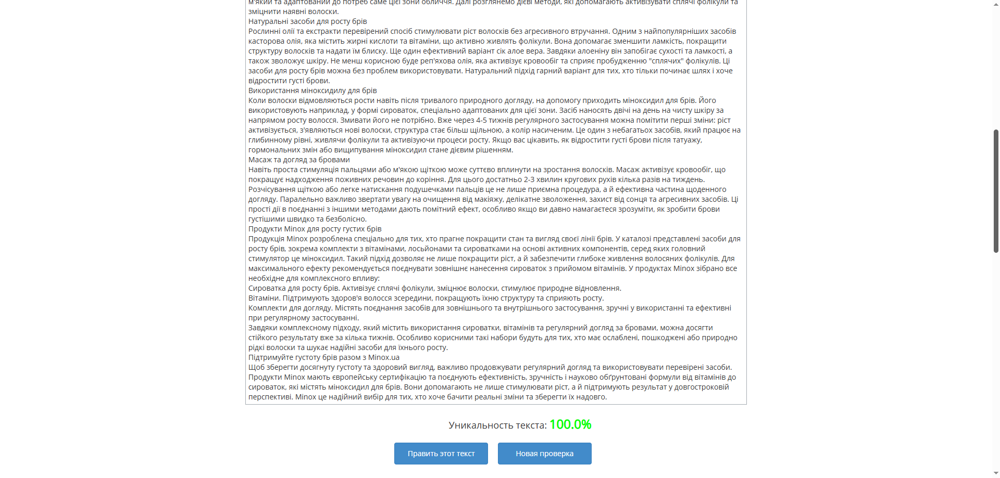 м'який та адаптований до потреб саме цієї зони обличчя. Далі розглянемо дієві методи, які допомагають активізувати сплячі фолікули та
зміцнити наявні волоски.
Натуральні засоби для росту брів
Рослинні олії та екстракти перевірений спосіб стимулювати ріст волосків без агресивного втручання. Одним з найпопулярніших засобів
касторова олія, яка містить жирні кислоти та вітаміни, що активно живлять фолікули. Вона допомагає зменшити ламкість, покращити
структуру волосків та надати їм блиску. Ще один ефективний варіант сік алое вера. Завдяки алоеніну він запобігає сухості та ламкості, а
також зволожує шкіру. Не менш корисною буде реп'яхова олія, яка активізує кровообіг та сприяє пробудженню "сплячих" фолікулів. Ці
засоби для росту брів можна без проблем використовувати. Натуральний підхід гарний варіант для тих, хто тільки починає шлях і хоче
відростити густі брови.
Використання міноксидилу для брів
Коли волоски відмовляються рости навіть після тривалого природного догляду, на допомогу приходить міноксидил для брів. Його
використовують наприклад, у формі сироваток, спеціально адаптованих для цієї зони. Засіб наносять двічі на день на чисту шкіру за
напрямом росту волосся. Змивати його не потрібно. Вже через 4-5 тижнів регулярного застосування можна помітити перші зміни: ріст
активізується, з'являються нові волоски, структура стає більш щільною, а колір насиченим. Це один з небагатьох засобів, який працює на
глибинному рівні, живлячи фолікули та активізуючи процеси росту. Якщо вас цікавить, як відростити густі брови після татуажу,
гормональних змін або вищипування міноксидил стане дієвим рішенням.
Масаж та догляд за бровами
Навіть проста стимуляція пальцями або м'якою щіткою може суттєво вплинути на зростання волосків. Масаж активізує кровообіг, що
покращує надходження поживних речовин до коріння. Для цього достатньо 2-3 хвилин кругових рухів кілька разів на тиждень.
Розчісування щіткою або легке натискання подушечками пальців це не лише приємна процедура, а й ефективна частина щоденного
догляду. Паралельно важливо звертати увагу на очищення від макіяжу, делікатне зволоження, захист від сонця та агресивних засобів. Ці
прості дії в поєднанні з іншими методами дають помітний ефект, особливо якщо ви давно намагаєтеся зрозуміти, як зробити брови
густішими швидко та безболісно.
Продукти Minox для росту густих брів
Продукція Minox розроблена спеціально для тих, хто прагне покращити стан та вигляд своєї лінії брів. У каталозі представлені засоби для
росту брів, зокрема комплекти з вітамінами, лосьйонами та сироватками на основі активних компонентів, серед яких головний
стимулятор це міноксидил. Такий підхід дозволяє не лише покращити ріст, а й забезпечити глибоке живлення волосяних фолікулів. Для
максимального ефекту рекомендується поєднувати зовнішнє нанесення сироваток з прийомом вітамінів. У продуктах Minox зібрано все
необхідне для комплексного впливу:
Сироватка для росту брів. Активізує сплячі фолікули, зміцнює волоски, стимулює природне відновлення.
Вітаміни. Підтримують здоров'я волосся зсередини, покращують їхню структуру та сприяють росту.
Комплекти для догляду. Містять поєднання засобів для зовнішнього та внутрішнього застосування, зручні у використанні та ефективні
при регулярному застосуванні.
Завдяки комплексному підходу, який містить використання сироватки, вітамінів та регулярний догляд за бровами, можна досягти
стійкого результату вже за кілька тижнів. Особливо корисними такі набори будуть для тих, хто має ослаблені, пошкоджені або природно
рідкі волоски та шукає надійні засоби для їхнього росту.
Підтримуйте густоту брів разом з Minox.ua
Щоб зберегти досягнуту густоту та здоровий вигляд, важливо продовжувати регулярний догляд та використовувати перевірені засоби.
Продукти Minox мають європейську сертифікацію та поєднують ефективність, зручність і науково обґрунтовані формули від вітамінів до
сироваток, які містять міноксидил для брів. Вони допомагають не лише стимулювати ріст, а й підтримують результат у довгостроковій
перспективі. Minox це надійний вибір для тих, хто хоче бачити реальні зміни та зберегти їх надовго.
Уникальность текста: 100.0%
Править этот текст
Новая проверка